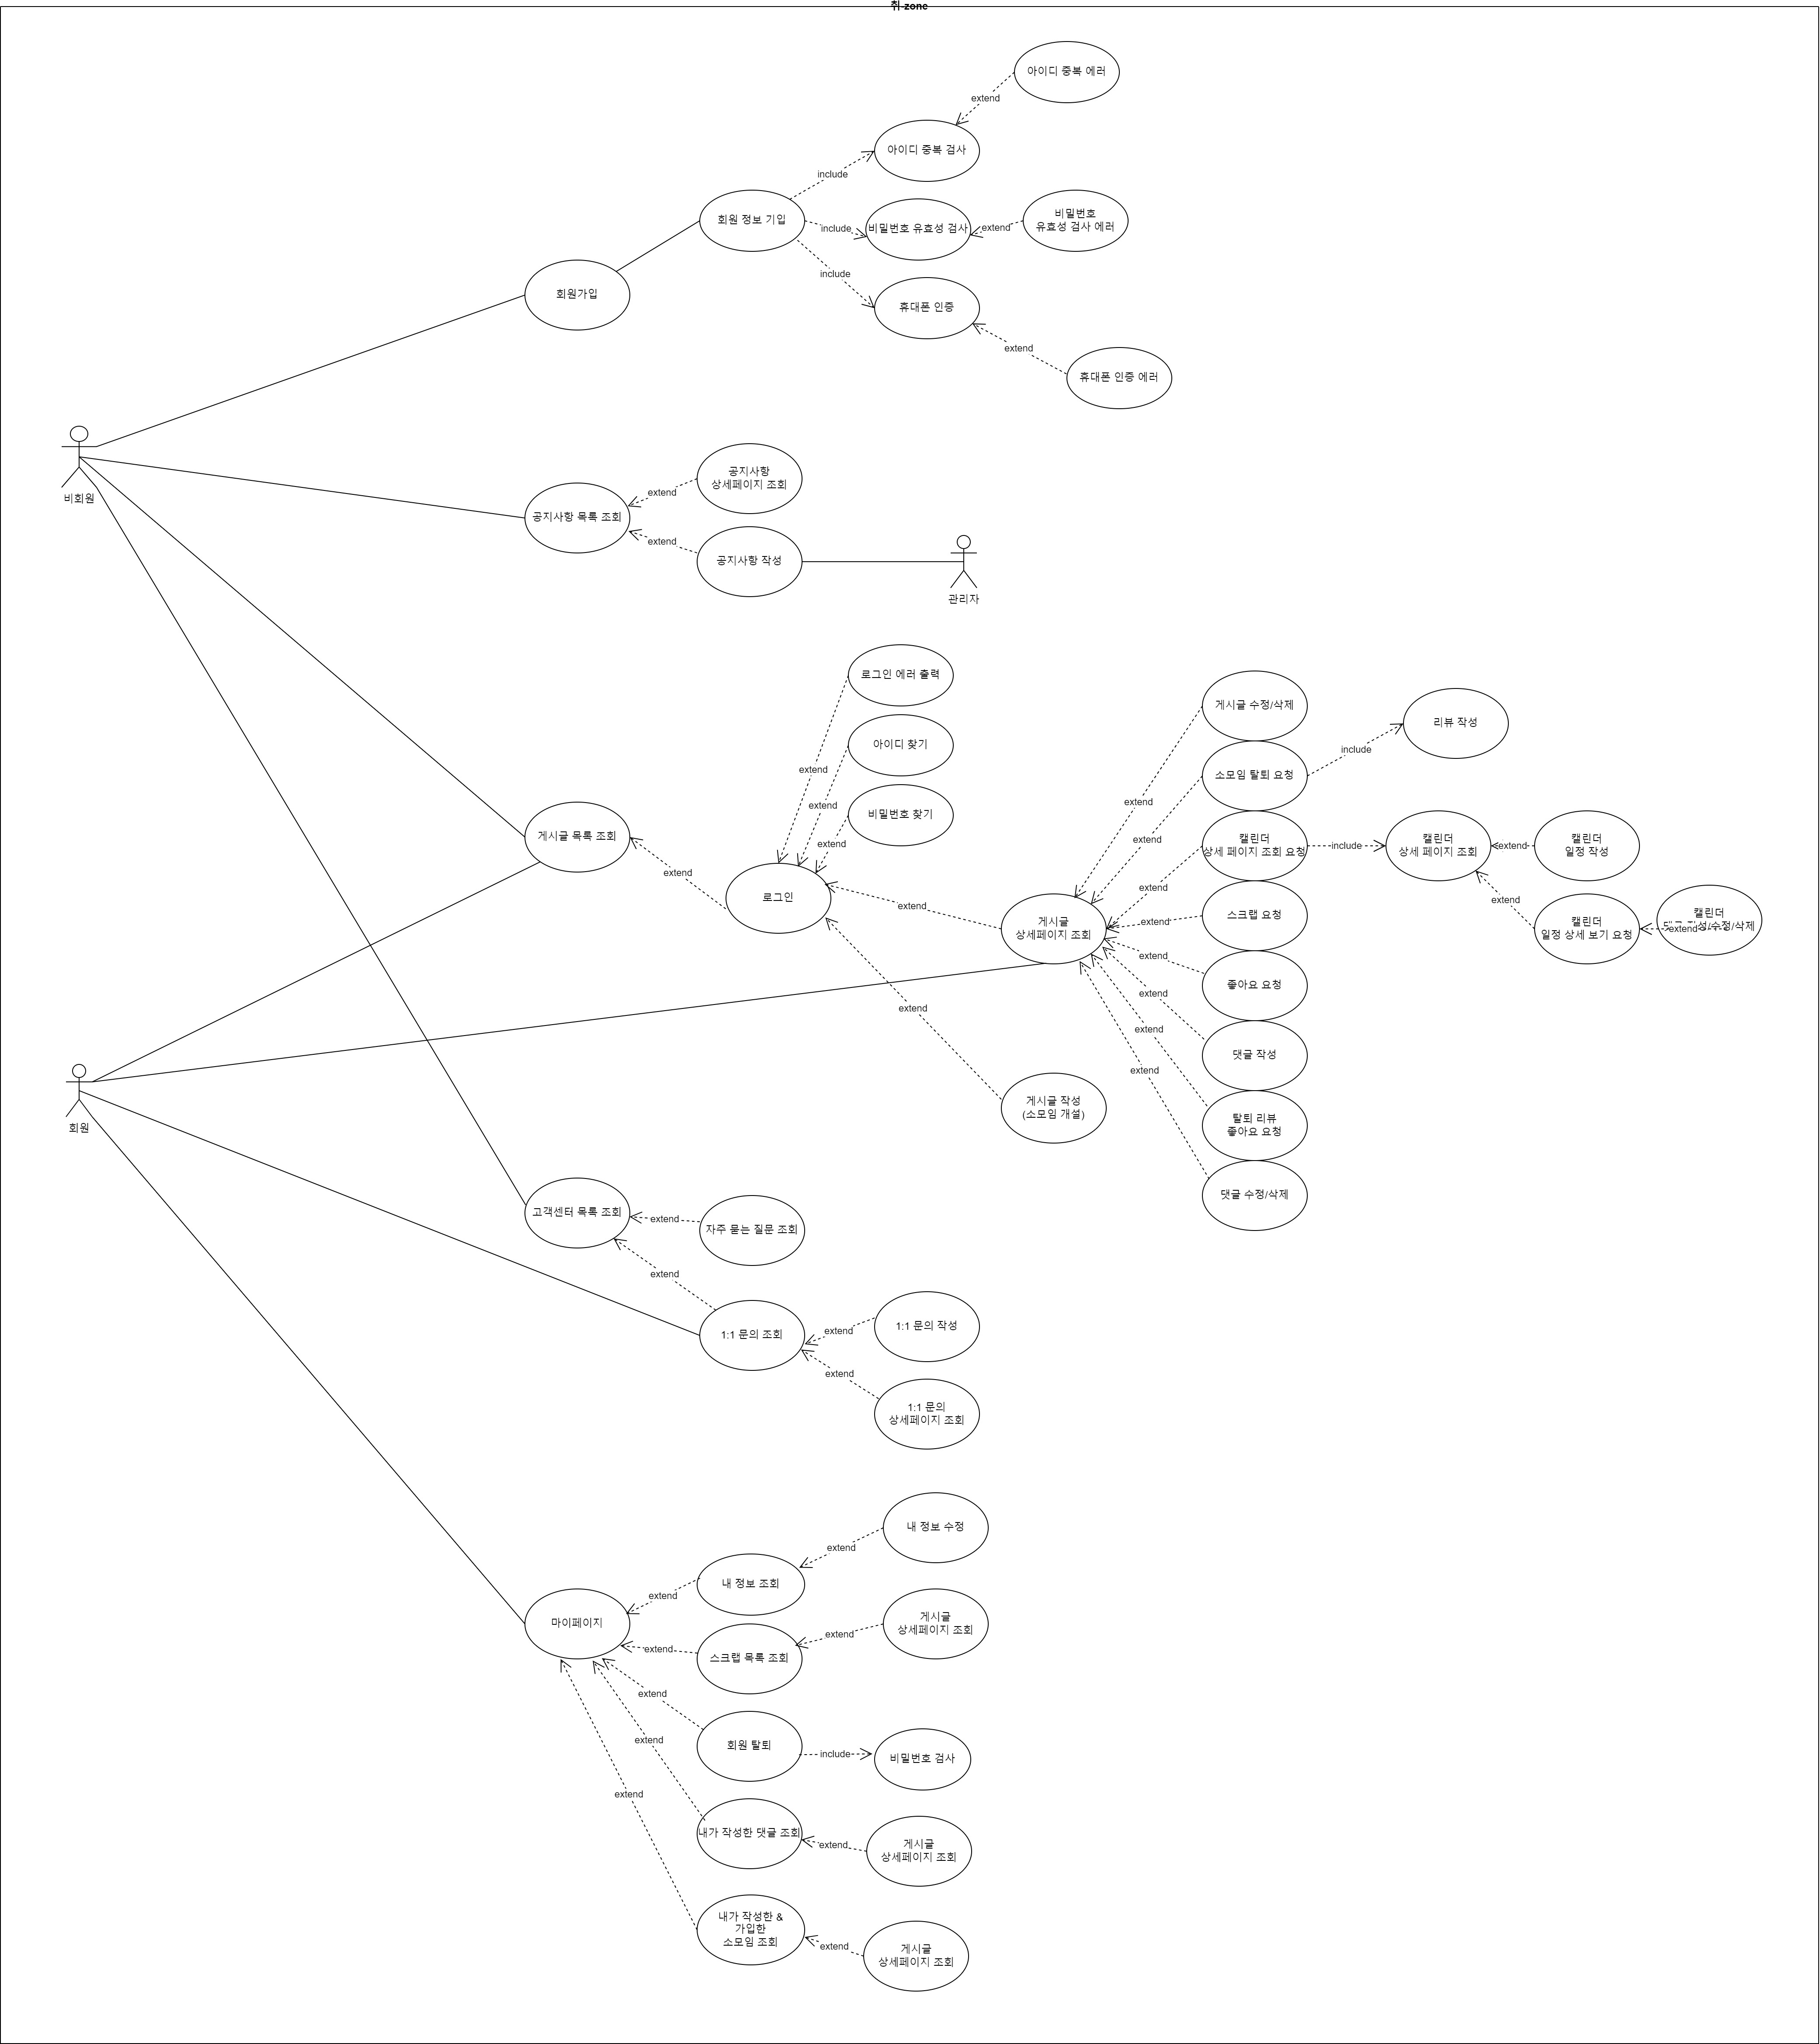 취-zone
아이디 중복 에러
extend
아이디 중복 검사
include
회원 정보 기입
include
비밀번호 유효성 검사
extend
비밀번호
유효성 검사 에러
include
회원가입
휴대폰 인증
extend
휴대폰 인증 에러
비회원
공지사항
상세페이지 조회
extend
공지사항 목록 조회
extend
공지사항 작성
관리자
로그인 에러 출력
아이디 찾기
비밀번호 찾기
extend
extend
extend
게시글 목록 조회
extend
로그인
extend
게시글
상세페이지 조회
extend
게시글 작성
(소모임 개설)
게시글 수정/삭제
소모임 탈퇴 요청
include
리뷰 작성
extend
extend
캘린더
상세 페이지 조회 요청
include
캘린더
상세 페이지 조회
extend
캘린더
일정 작성
extend
캘린더
일정 상세 보기 요청
extend
캘린더
성/수정/삭제
extend
extend
스크랩 요청
extend
좋아요 요청
extend
댓글 작성
extend
탈퇴 리뷰
좋아요 요청
extend
댓글 수정/삭제
회원
고객센터 목록 조회
extend
자주 묻는 질문 조회
extend
1:1 문의 조회
extend
1:1 문의 작성
extend
1:1 문의
상세페이지 조회
마이페이지
extend
내 정보 조회
extend
내 정보 수정
extend
스크랩 목록 조회
extend
게시글
상세페이지 조회
extend
회원 탈퇴
include
비밀번호 검사
extend
내가 작성한 댓글 조회
extend
게시글
상세페이지 조회
extend
내가 작성한 &
가입한
소모임 조회
extend
게시글
상세페이지 조회